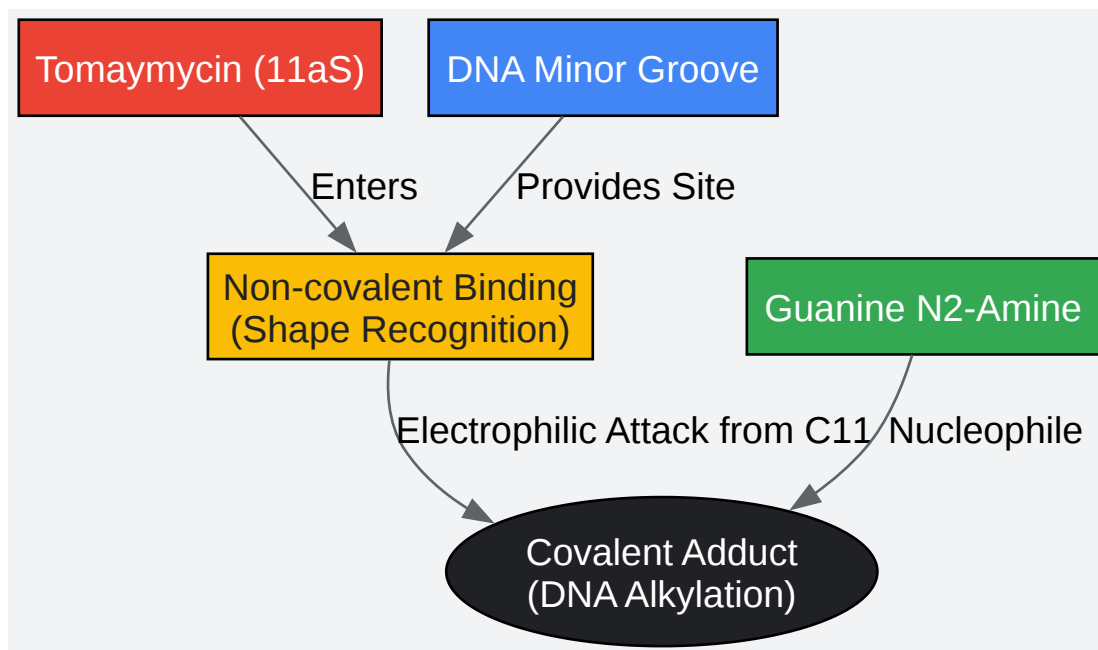 Tomaymycin (11aS)
DNA Minor Groove
Enters
Provides Site
Non-covalent Binding
(Shape Recognition)
Guanine N2-Amine
Electrophilic Attack from C11
Nucleophile
Covalent Adduct
(DNA Alkylation)